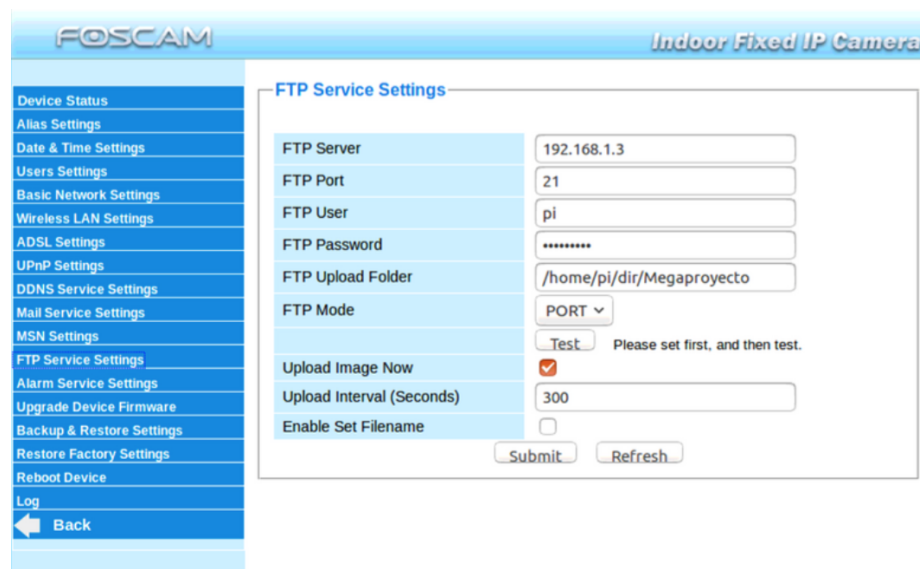 FOSCAM
Indoor Fixed IP Camera
Device Status
Alias Settings
Date & Time Settings
Users Settings
Basic Network Settings
Wireless LAN Settings
ADSL Settings
UPnP Settings
DDNS Service Settings
Mail Service Settings
MSN Settings
FTP Service Settings
Alarm Service Settings
Upgrade Device Firmware
Backup & Restore Settings
Restore Factory Settings
Reboot Device
Log
Back
FTP Service Settings
FTP Server 192.168.1.3
FTP Port 21
FTP User pi
FTP Password •••••••••
FTP Upload Folder /home/pi/dir/Megaproyecto
FTP Mode PORT
Test Please set first, and then test.
Upload Image Now
Upload Interval (Seconds) 300
Enable Set Filename
Submit Refresh